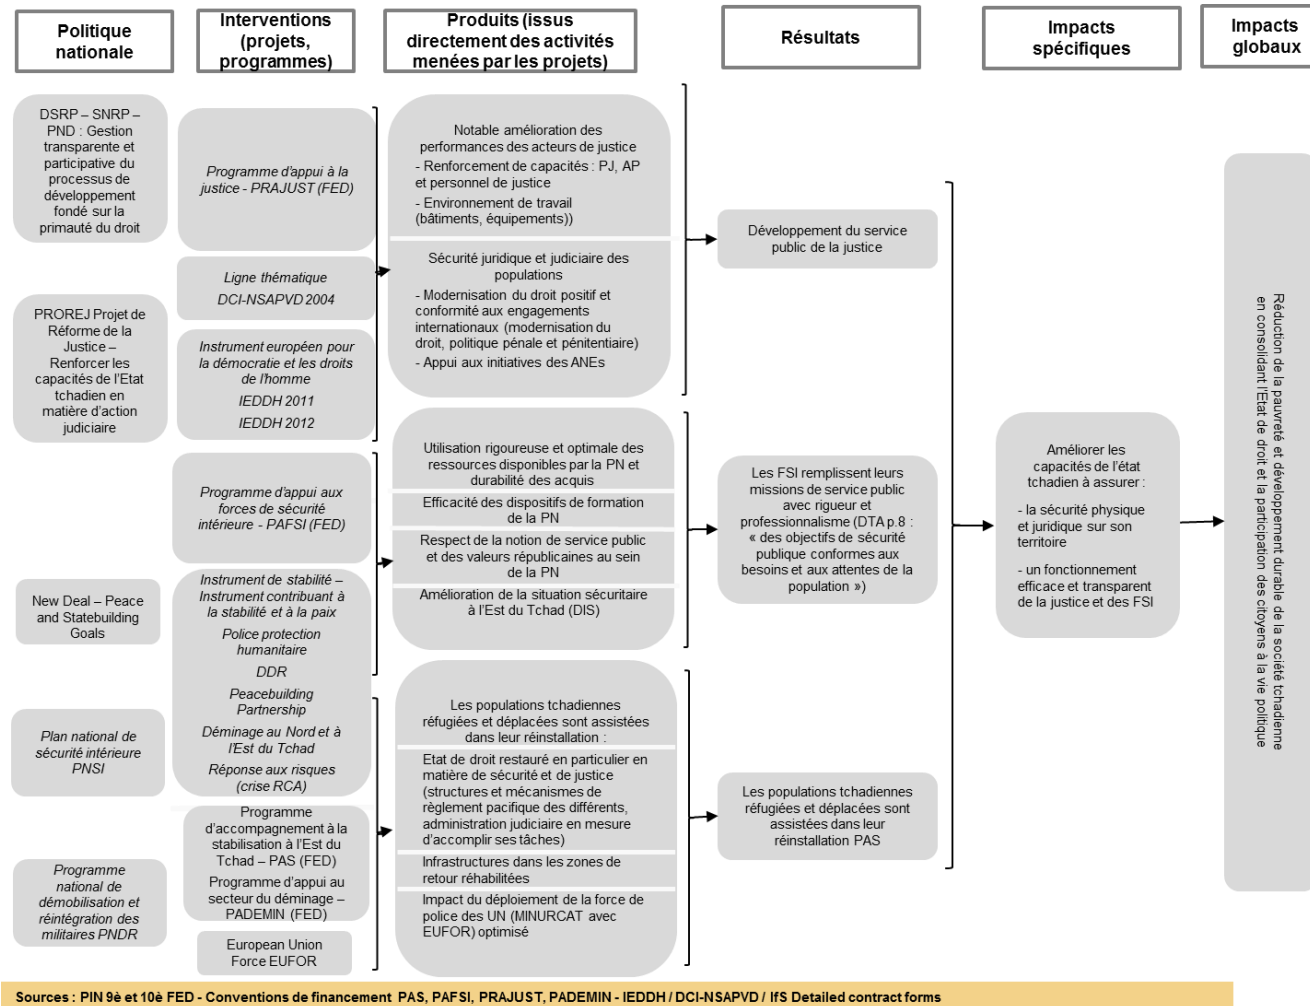 Politique
nationale
Interventions
(projets,
programmes)
Produits (issus
directement des activités
menées par les projets)
Résultats
Impacts
spécifiques
Impacts
globaux
DSRP – SNRP –
PND : Gestion
transparente et
participative du
processus de
développement
fondé sur la
primauté du droit
PROREJ Projet de
Réforme de la
Justice –
Renforcer les
capacités de l'Etat
tchadien en
matière d'action
judiciaire
New Deal – Peace
and Statebuilding
Goals
Plan national de
sécurité intérieure
PNSI
Programme
national de
démobilisation et
réintégration des
militaires PNDR
Programme d'appui à la
justice - PRAJUST (FED)
Ligne thématique
DCI-NSAPVD 2004
Instrument européen pour
la démocratie et les droits
de l'homme
IEDDH 2011
IEDDH 2012
Programme d'appui aux
forces de sécurité
intérieure - PAFSI (FED)
Instrument de stabilité –
Instrument contribuant à
la stabilité et à la paix
Police protection
humanitaire
DDR
Peacebuilding
Partnership
Déminage au Nord et à
l'Est du Tchad
Réponse aux risques
(crise RCA)
Programme
d'accompagnement à la
stabilisation à l'Est du
Tchad – PAS (FED)
Programme d'appui au
secteur du déminage –
PADEMIN (FED)
European Union
Force EUFOR
Notable amélioration des
performances des acteurs de justice
- Renforcement de capacités : PJ, AP
et personnel de justice
- Environnement de travail
(bâtiments, équipements))
Sécurité juridique et judiciaire des
populations
- Modernisation du droit positif et
conformité aux engagements
internationaux (modernisation du
droit, politique pénale et pénitentiaire)
- Appui aux initiatives des ANEs
Utilisation rigoureuse et optimale des
ressources disponibles par la PN et
durabilité des acquis
Efficacité des dispositifs de formation
de la PN
Respect de la notion de service public
et des valeurs républicaines au sein
de la PN
Amélioration de la situation sécuritaire
à l'Est du Tchad (DIS)
Les populations tchadiennes
réfugiées et déplacées sont assistées
dans leur réinstallation :
Etat de droit restauré en particulier en
matière de sécurité et de justice
(structures et mécanismes de
règlement pacifique des différents,
administration judiciaire en mesure
d'accomplir ses tâches)
Infrastructures dans les zones de
retour réhabilitées
Impact du déploiement de la force de
police des UN (MINURCAT avec
EUFOR) optimisé
Développement du service
public de la justice
Les FSI remplissent leurs
missions de service public
avec rigueur et
professionnalisme (DTA p.8 :
« des objectifs de sécurité
publique conformes aux
besoins et aux attentes de la
population »)
Les populations tchadiennes
réfugiées et déplacées sont
assistées dans leur
réinstallation PAS
Améliorer les
capacités de l'état
tchadien à assurer :
- la sécurité physique
et juridique sur son
territoire
- un fonctionnement
efficace et transparent
de la justice et des FSI
Réduction de la pauvreté et développement durable de la société tchadienne
en consolidant l'Etat de droit et la participation des citoyens à la vie politique
Sources : PIN 9è et 10è FED - Conventions de financement PAS, PAFSI, PRAJUST, PADEMIN - IEDDH / DCI-NSAPVD / IfS Detailed contract forms